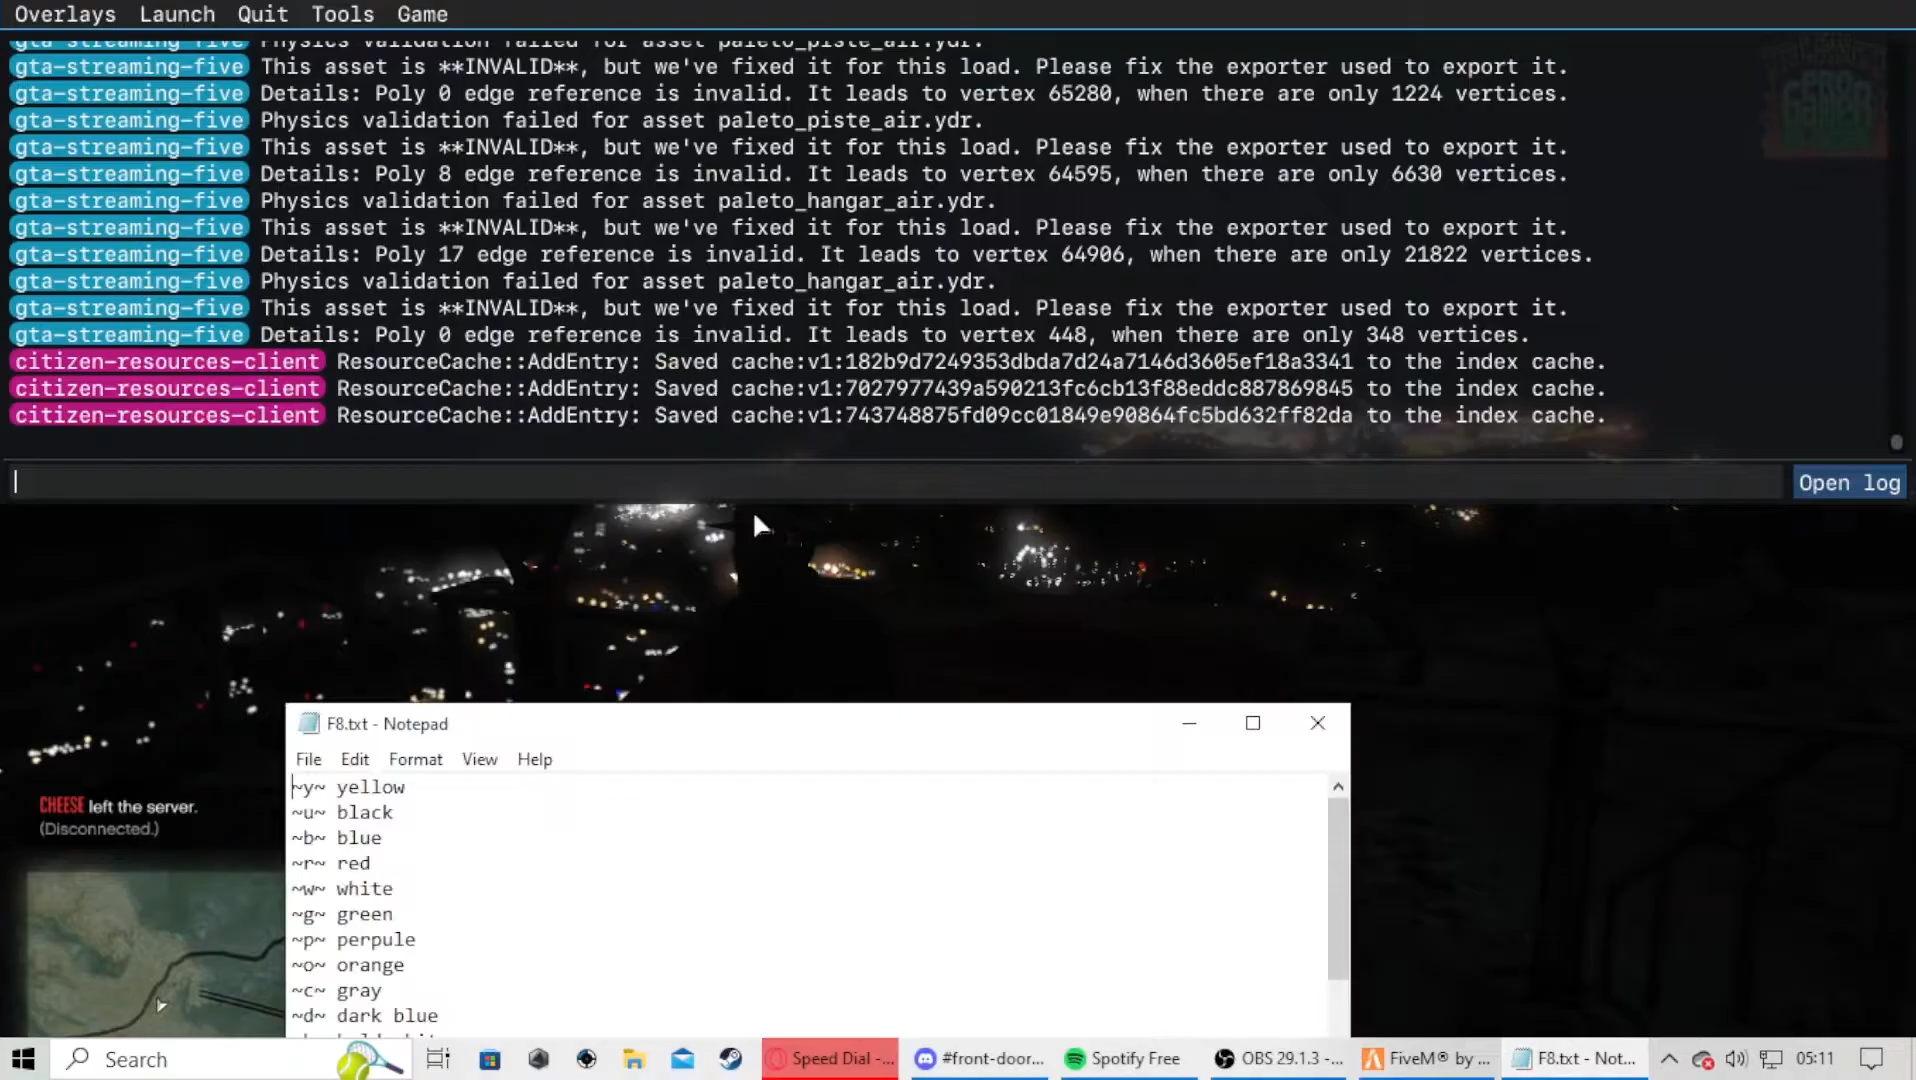 Overlays Launch Quit Tools Game
gta-streaming-five Physics validation failed for asset paleto_piste_air.ydr.
gta-streaming-five This asset is **INVALID**, but we've fixed it for this load. Please fix the exporter used to export it.
gta-streaming-five Details: Poly 0 edge reference is invalid. It leads to vertex 65280, when there are only 1224 vertices.
gta-streaming-five Physics validation failed for asset paleto_piste_air.ydr.
gta-streaming-five This asset is **INVALID**, but we've fixed it for this load. Please fix the exporter used to export it.
gta-streaming-five Details: Poly 8 edge reference is invalid. It leads to vertex 64595, when there are only 6630 vertices.
gta-streaming-five Physics validation failed for asset paleto_hangar_air.ydr.
gta-streaming-five This asset is **INVALID**, but we've fixed it for this load. Please fix the exporter used to export it.
gta-streaming-five Details: Poly 17 edge reference is invalid. It leads to vertex 64906, when there are only 21822 vertices.
gta-streaming-five Physics validation failed for asset paleto_hangar_air.ydr.
gta-streaming-five This asset is **INVALID**, but we've fixed it for this load. Please fix the exporter used to export it.
gta-streaming-five Details: Poly 0 edge reference is invalid. It leads to vertex 448, when there are only 348 vertices.
citizen-resources-client ResourceCache::AddEntry: Saved cache:v1:182b9d7249353dbda7d24a7146d3605ef18a3341 to the index cache.
citizen-resources-client ResourceCache::AddEntry: Saved cache:v1:7027977439a590213fc6cb13f88eddc887869845 to the index cache.
citizen-resources-client ResourceCache::AddEntry: Saved cache:v1:743748875fd09cc01849e90864fc5bd632ff82da to the index cache.
PRO
GAMER
Open log
F8.txt - Notepad
File Edit Format View Help
~y~ yellow
~u~ black
~b~ blue
~r~ red
~w~ white
~g~ green
~p~ perpule
~o~ orange
~c~ gray
~d~ dark blue
CHEESE left the server.
(Disconnected.)
Search
Speed Dial -...
#front-door...
Spotify Free
OBS 29.1.3 -...
FiveM® by ...
F8.txt - Not...
05:11